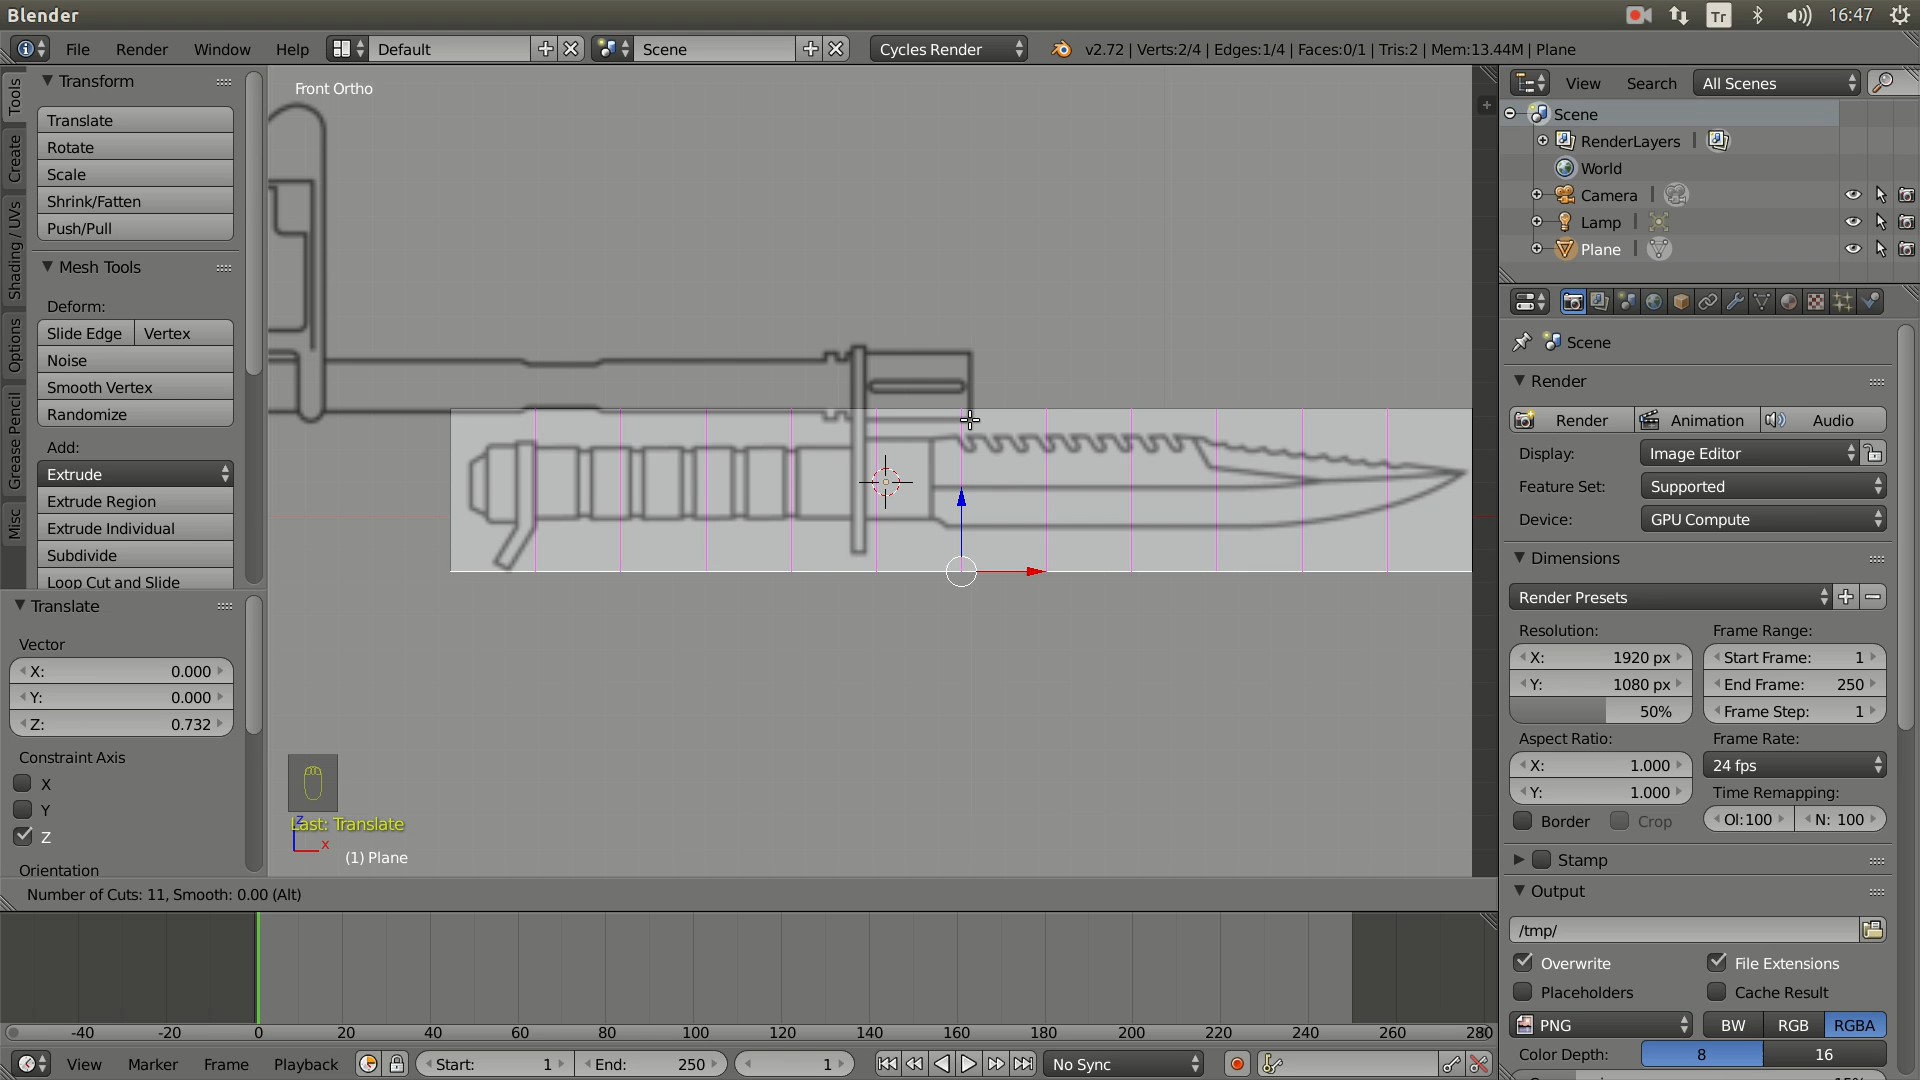 Blender
Tr
16:47
File Render Window Help Default Scene Cycles Render v2.72 | Verts:2/4 | Edges:1/4 | Faces:0/1 | Tris:2 | Mem:13.44M | Plane
Tools
Create
Shading / UVs
Options
Grease Pencil
Misc
Transform
Translate
Rotate
Scale
Shrink/Fatten
Push/Pull
Mesh Tools
Deform:
Slide Edge Vertex
Noise
Smooth Vertex
Randomize
Add:
Extrude
Extrude Region
Extrude Individual
Subdivide
Loop Cut and Slide
Translate
Vector
X: 0.000
Y: 0.000
Z: 0.732
Constraint Axis
X
Y
Z
Orientation
Front Ortho
Last: Translate
z
x
(1) Plane
Number of Cuts: 11, Smooth: 0.00 (Alt)
View Search All Scenes
Scene
RenderLayers
World
Camera
Lamp
Plane
Scene
Render
Render Animation Audio
Display: Image Editor
Feature Set: Supported
Device: GPU Compute
Dimensions
Render Presets
Resolution: Frame Range:
X: 1920 px Start Frame: 1
Y: 1080 px End Frame: 250
50% Frame Step: 1
Aspect Ratio: Frame Rate:
X: 1.000 24 fps
Y: 1.000 Time Remapping:
Border Crop Ol:100 N: 100
Stamp
Output
/tmp/
Overwrite File Extensions
Placeholders Cache Result
PNG BW RGB RGBA
Color Depth: 8 16
-40 -20 0 20 40 60 80 100 120 140 160 180 200 220 240 260 280
View Marker Frame Playback Start: 1 End: 250 1 No Sync